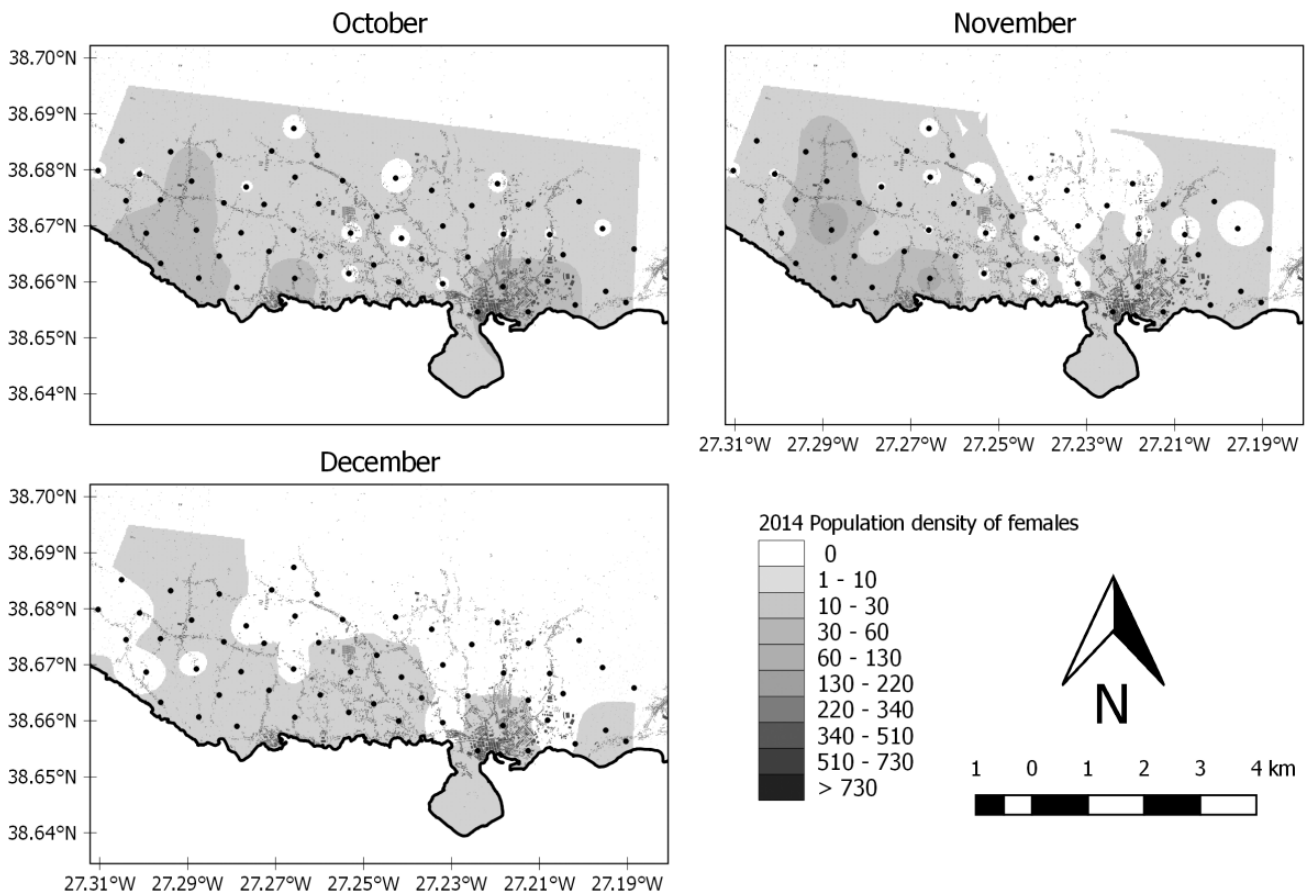 October
November
38.70°N
38.69°N
38.68°N
38.67°N
38.66°N
38.65°N
38.64°N
27.31°W 27.29°W 27.27°W 27.25°W 27.23°W 27.21°W 27.19°W
December
38.70°N
38.69°N
38.68°N
38.67°N
38.66°N
38.65°N
38.64°N
27.31°W 27.29°W 27.27°W 27.25°W 27.23°W 27.21°W 27.19°W
2014 Population density of females
0
1 - 10
10 - 30
30 - 60
60 - 130
130 - 220
220 - 340
340 - 510
510 - 730
> 730
N
1 0 1 2 3 4 km